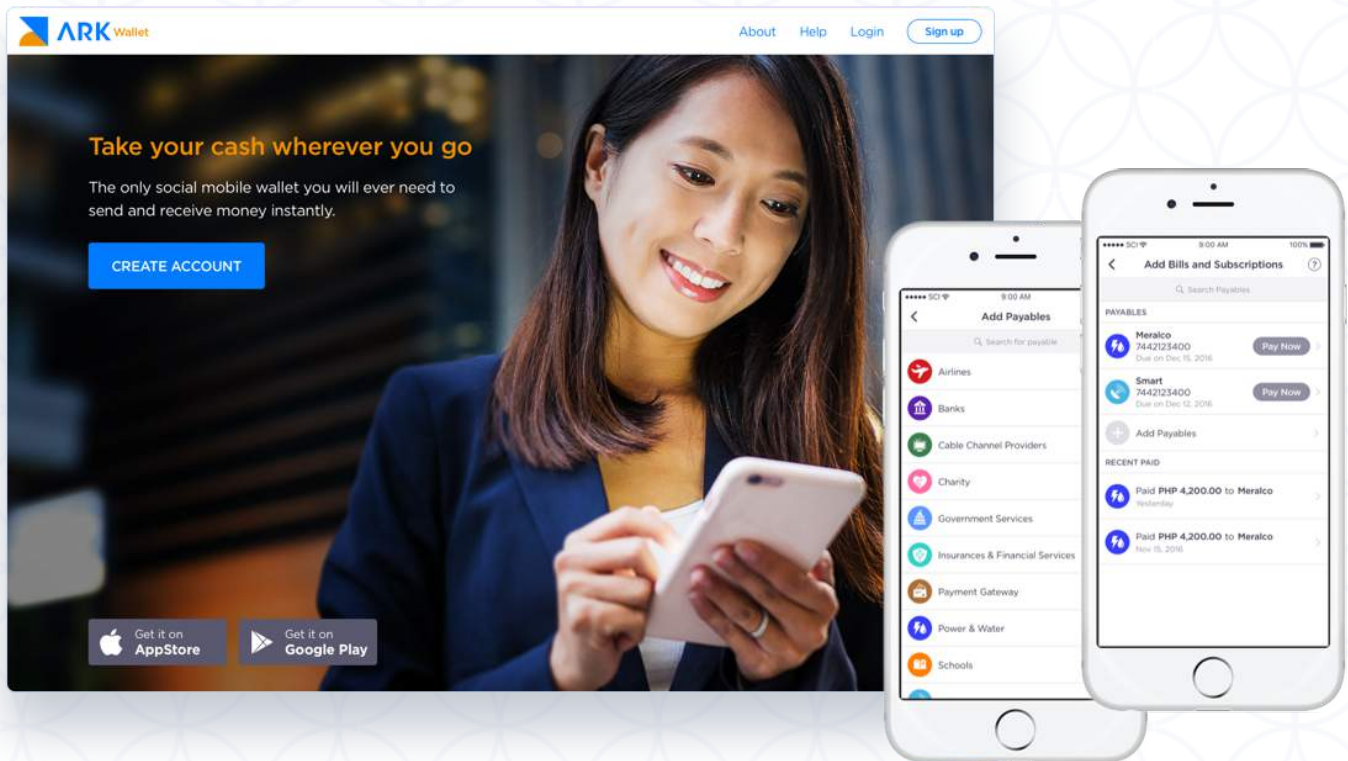 ARK Wallet
About Help Login Sign up
Take your cash wherever you go
The only social mobile wallet you will ever need to
send and receive money instantly.
CREATE ACCOUNT
Get it on
AppStore
Get it on
Google Play
SCI 9:00 AM
Add Payables
Search for payable
Airlines
Banks
Cable Channel Providers
Charity
Government Services
Insurances & Financial Services
Payment Gateway
Power & Water
Schools
SCI 9:00 AM 100%
Add Bills and Subscriptions ?
Search Payables
PAYABLES
Meralco
7442123400
Due on Dec 15, 2016
Pay Now
Smart
7442123400
Due on Dec 12, 2016
Pay Now
Add Payables
RECENT PAID
Paid PHP 4,200.00 to Meralco
Yesterday
Paid PHP 4,200.00 to Meralco
Nov 15, 2016